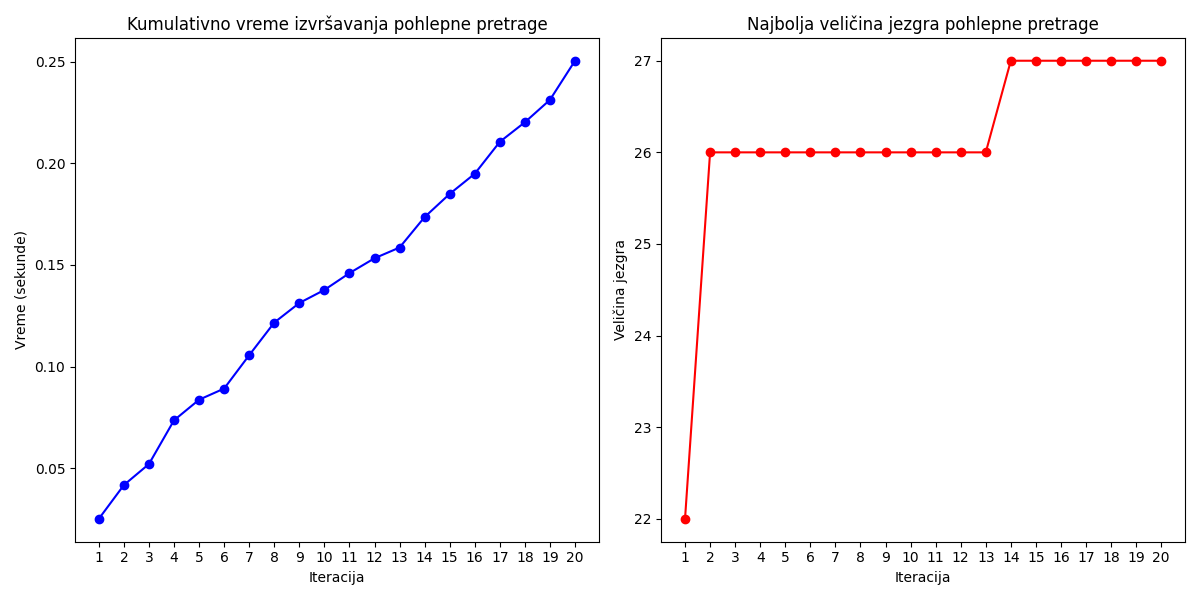 Kumulativno vreme izvršavanja pohlepne pretrage
Vreme (sekunde)
0.25
0.20
0.15
0.10
0.05
1 2 3 4 5 6 7 8 9 10 11 12 13 14 15 16 17 18 19 20
Iteracija
Najbolja veličina jezgra pohlepne pretrage
Veličina jezgra
27
26
25
24
23
22
1 2 3 4 5 6 7 8 9 10 11 12 13 14 15 16 17 18 19 20
Iteracija